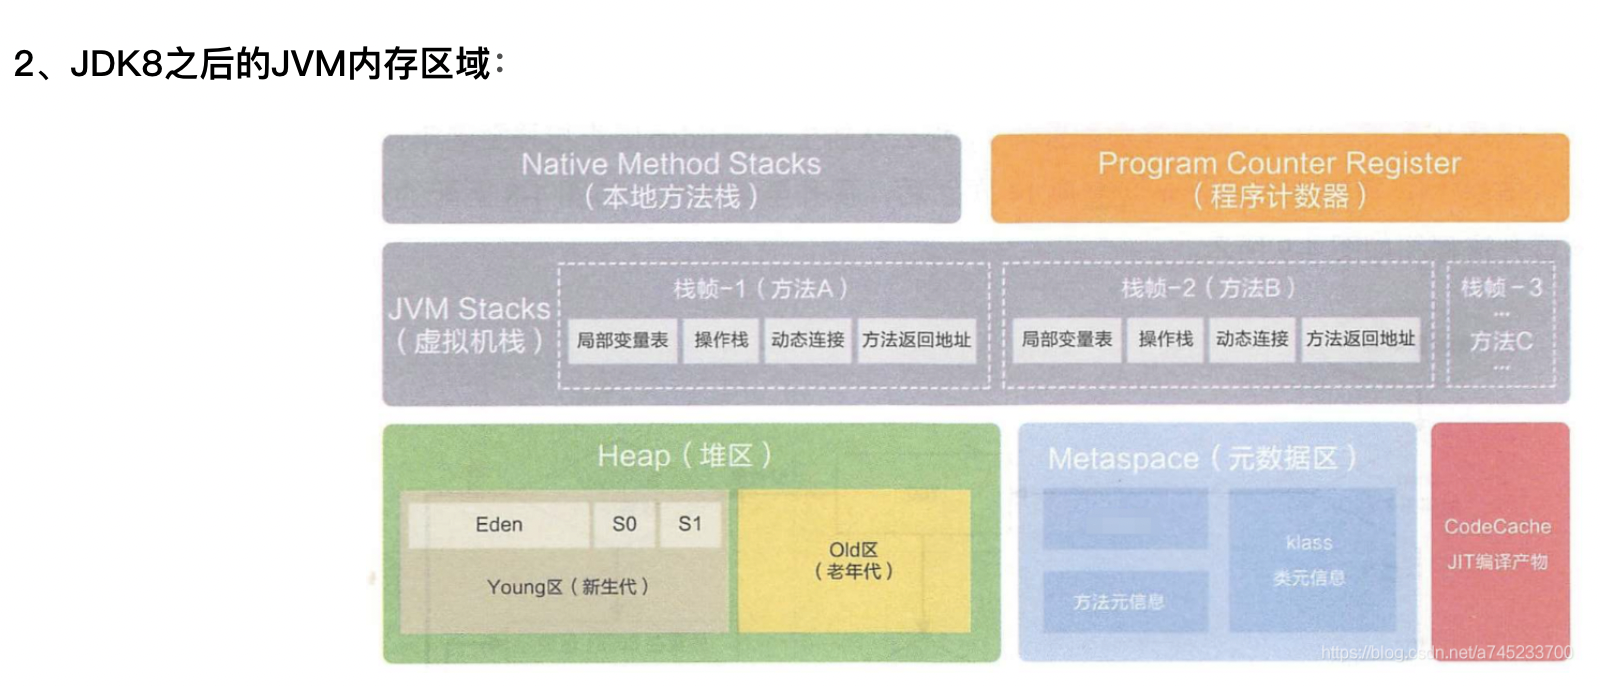 2、JDK8之后的JVM内存区域：
Native Method Stacks
（本地方法栈）
Program Counter Register
（程序计数器）
JVM Stacks
（虚拟机栈）
栈帧-1（方法A）
局部变量表
操作栈
动态连接
方法返回地址
栈帧-2（方法B）
局部变量表
操作栈
动态连接
方法返回地址
栈帧-3
...
方法C
...
Heap（堆区）
Eden
S0
S1
Young区（新生代）
Old区
（老年代）
Metaspace（元数据区）
方法元信息
klass
类元信息
CodeCache
JIT编译产物
https://blog.csdn.net/a745233700